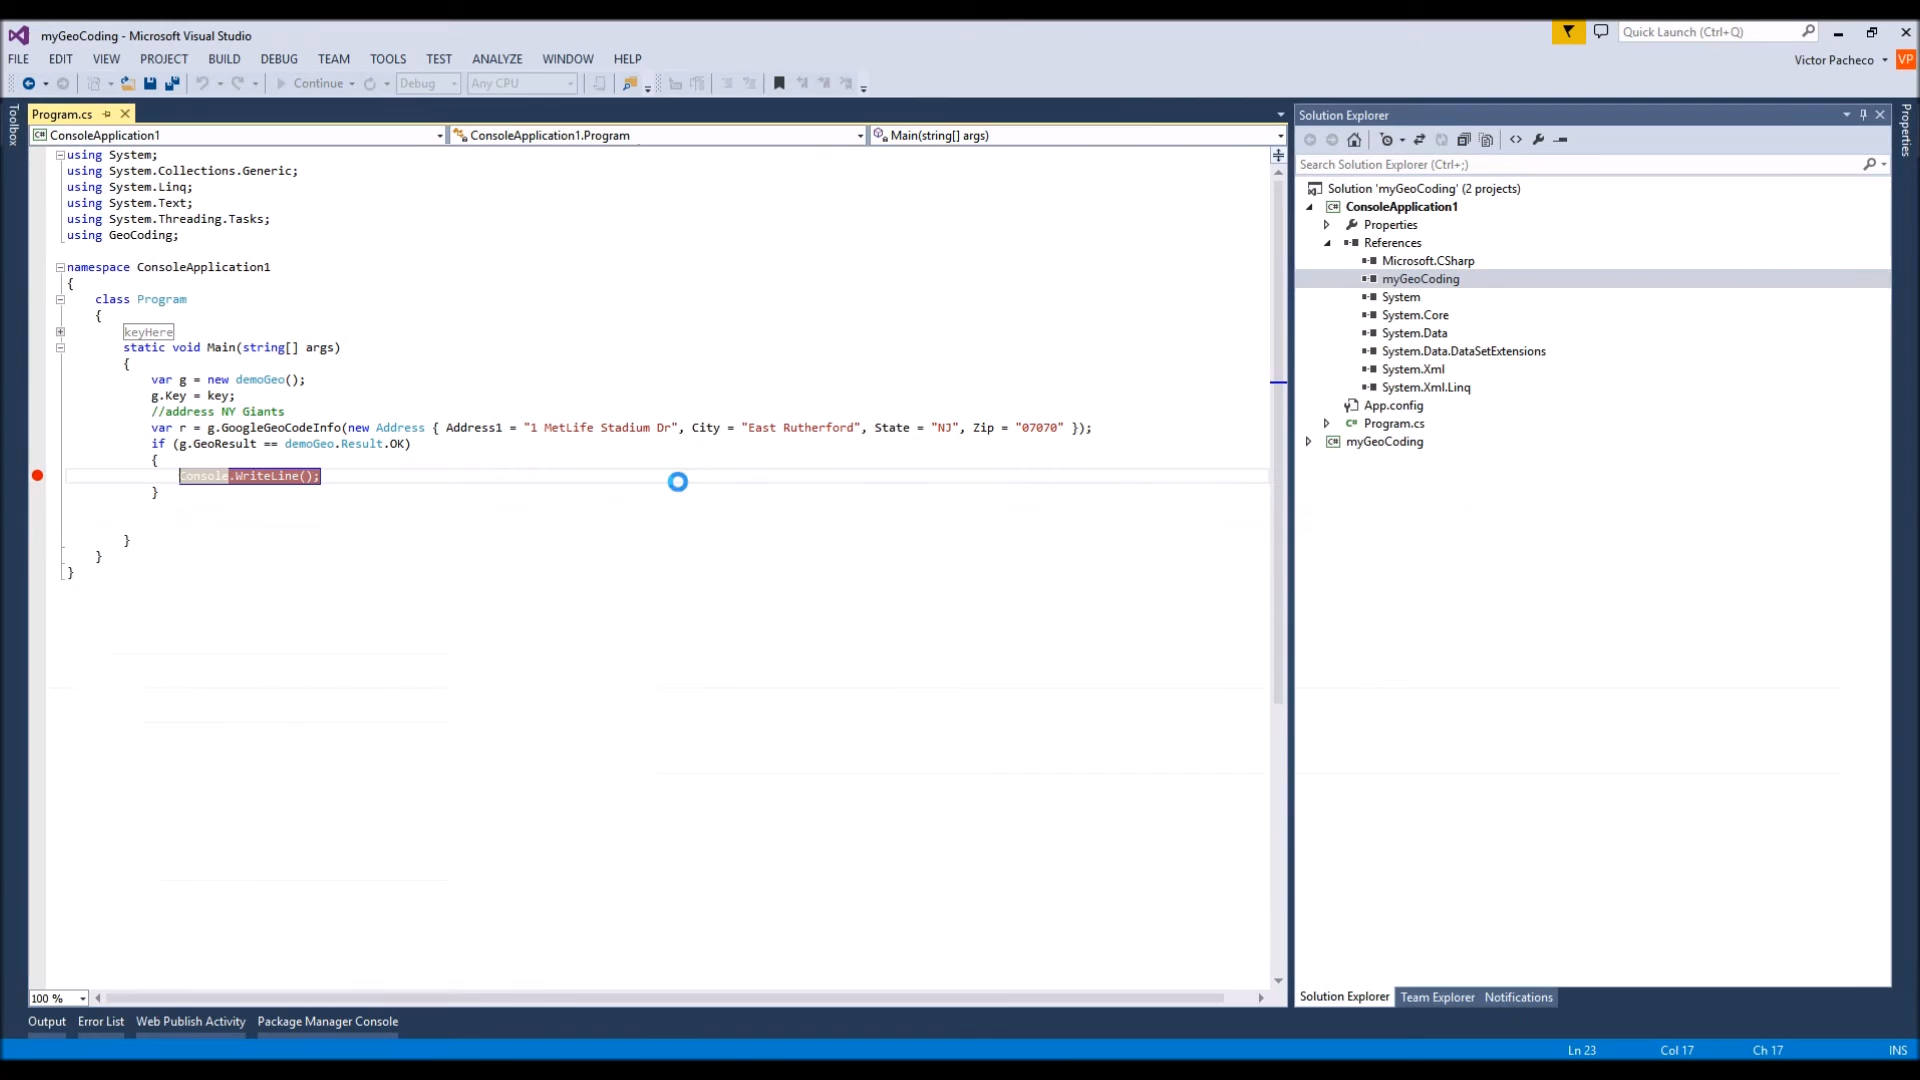 myGeoCoding - Microsoft Visual Studio
Quick Launch (Ctrl+Q)
FILE EDIT VIEW PROJECT BUILD DEBUG TEAM TOOLS TEST ANALYZE WINDOW HELP
Victor Pacheco VP
Continue Debug Any CPU
Toolbox
Program.cs
ConsoleApplication1 ConsoleApplication1.Program Main(string[] args)
using System;
using System.Collections.Generic;
using System.Linq;
using System.Text;
using System.Threading.Tasks;
using GeoCoding;
namespace ConsoleApplication1
{
class Program
{
keyHere
static void Main(string[] args)
{
var g = new demoGeo();
g.Key = key;
//address NY Giants
var r = g.GoogleGeoCodeInfo(new Address { Address1 = "1 MetLife Stadium Dr", City = "East Rutherford", State = "NJ", Zip = "07070" });
if (g.GeoResult == demoGeo.Result.OK)
{
Console.WriteLine();
}
}
}
}
100 %
Solution Explorer
Search Solution Explorer (Ctrl+;)
Solution 'myGeoCoding' (2 projects)
C# ConsoleApplication1
Properties
References
Microsoft.CSharp
myGeoCoding
System
System.Core
System.Data
System.Data.DataSetExtensions
System.Xml
System.Xml.Linq
App.config
C# Program.cs
C# myGeoCoding
Solution Explorer Team Explorer Notifications
Properties
Output Error List Web Publish Activity Package Manager Console
Ln 23 Col 17 Ch 17 INS